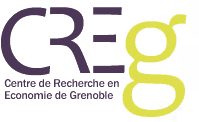 CREg
Centre de Recherche en
Economie de Grenoble